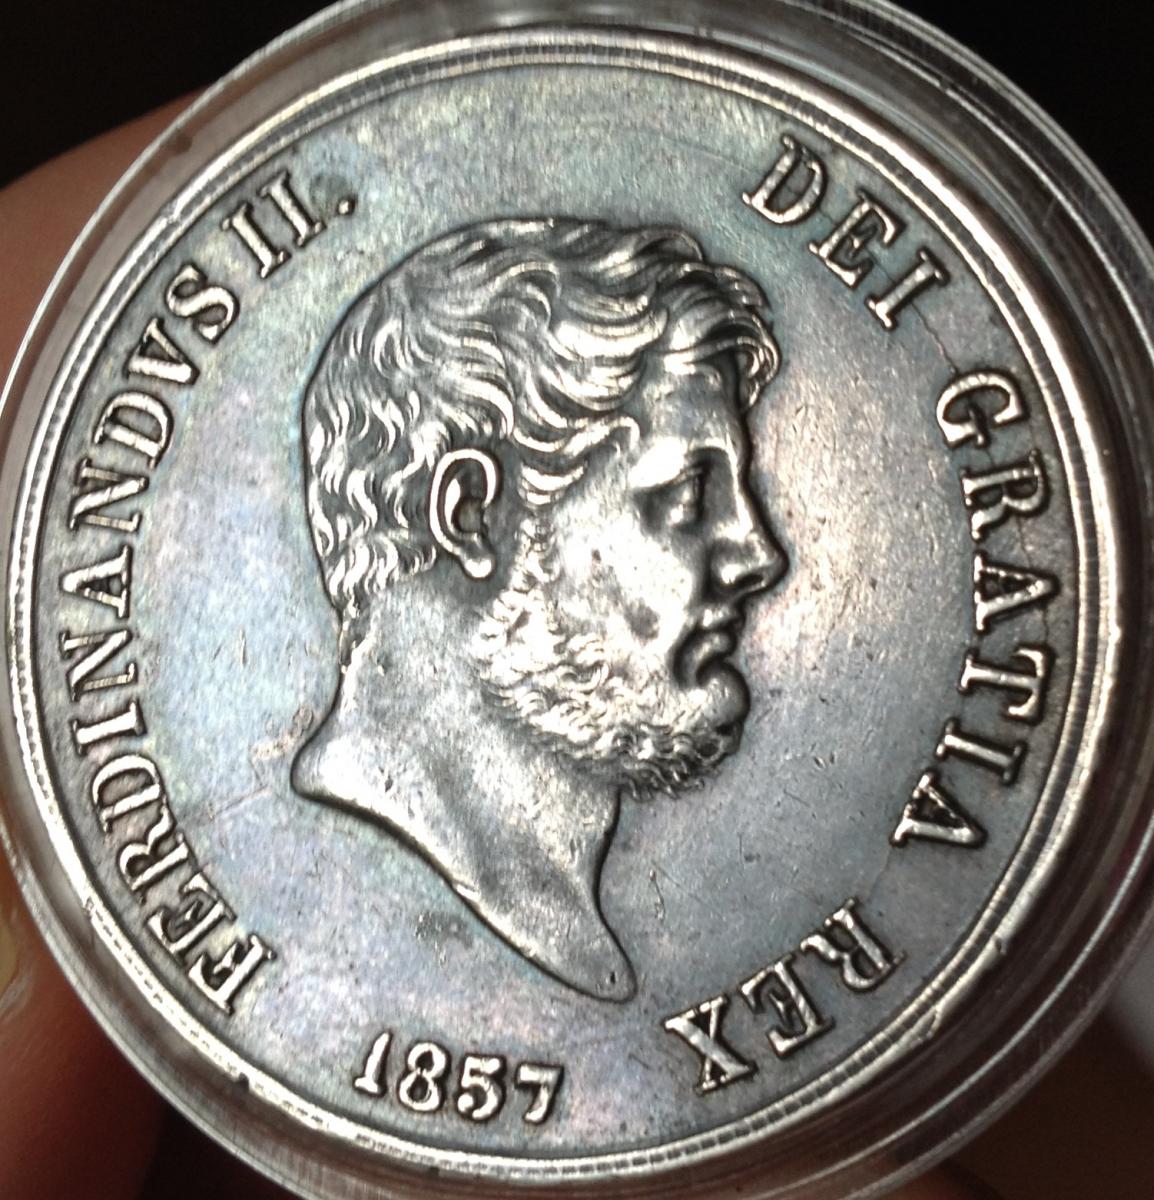 FERDINANDVS II. DEI GRATIA REX
1857